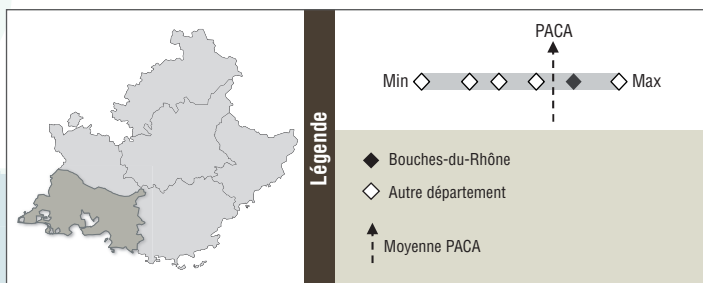 PACA
Min
Max
Légende
Bouches-du-Rhône
Autre département
Moyenne PACA